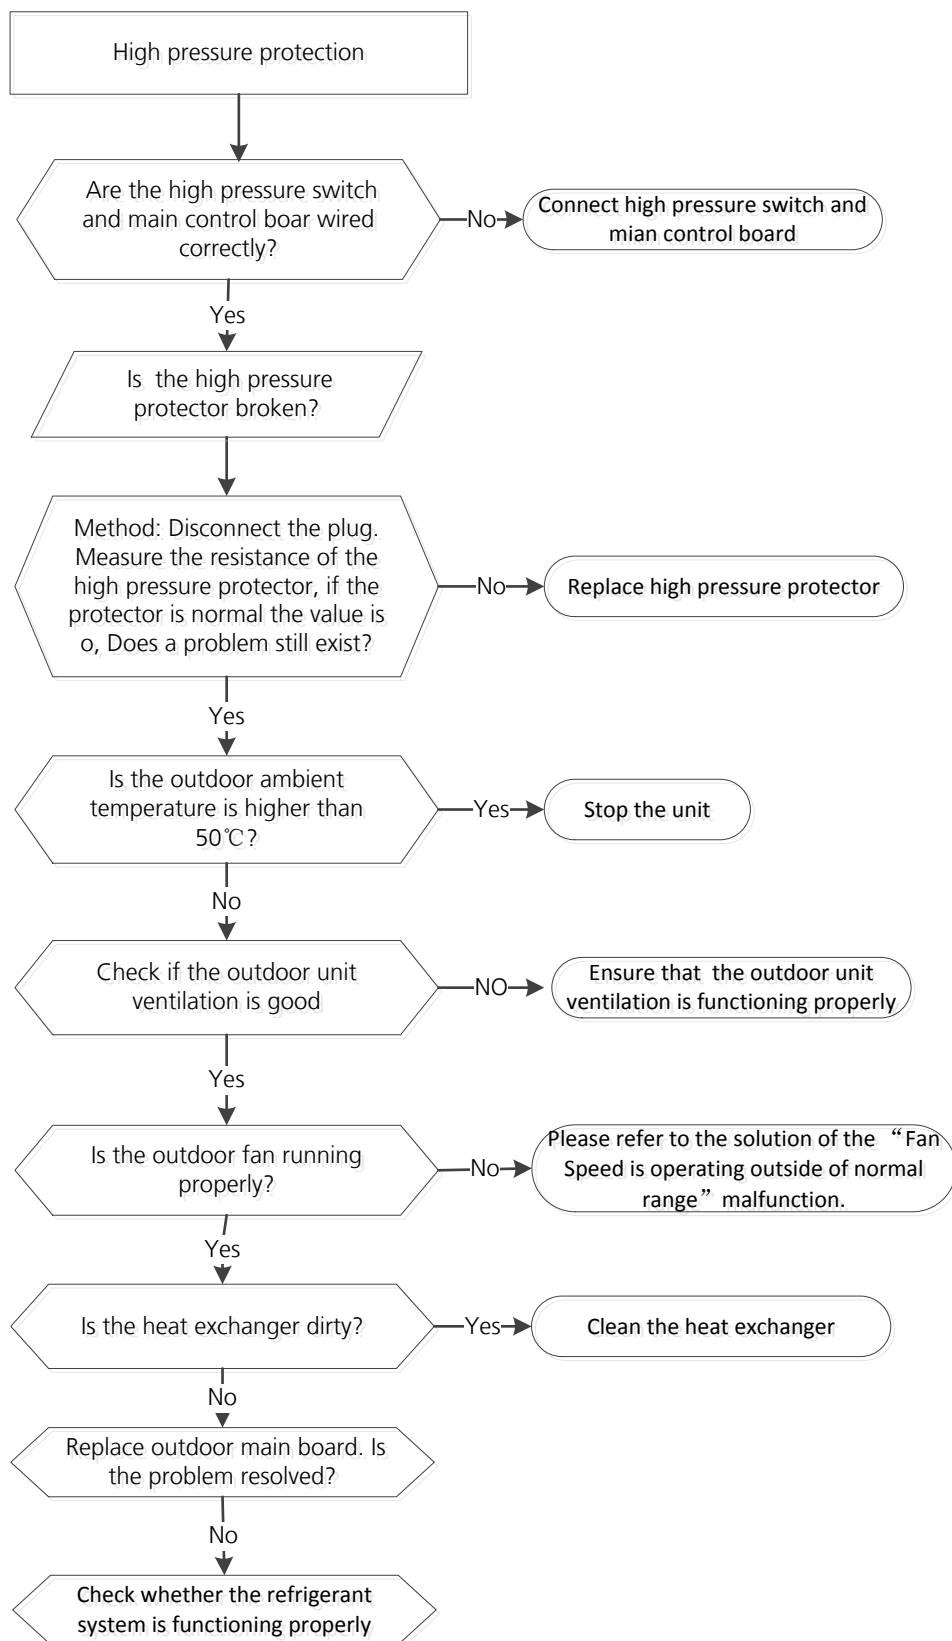 High pressure protection
Are the high pressure switch
and main control boar wired
correctly?
No
Connect high pressure switch and
mian control board
Yes
Is the high pressure
protector broken?
Method: Disconnect the plug.
Measure the resistance of the
high pressure protector, if the
protector is normal the value is
o, Does a problem still exist?
No
Replace high pressure protector
Yes
Is the outdoor ambient
temperature is higher than
50℃?
Yes
Stop the unit
No
Check if the outdoor unit
ventilation is good
NO
Ensure that the outdoor unit
ventilation is functioning properly
Yes
Is the outdoor fan running
properly?
No
Please refer to the solution of the “Fan
Speed is operating outside of normal
range” malfunction.
Yes
Is the heat exchanger dirty?
Yes
Clean the heat exchanger
No
Replace outdoor main board. Is
the problem resolved?
No
Check whether the refrigerant
system is functioning properly